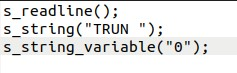 s_readline();
s_string("TRUN ");
s_string_variable("0");